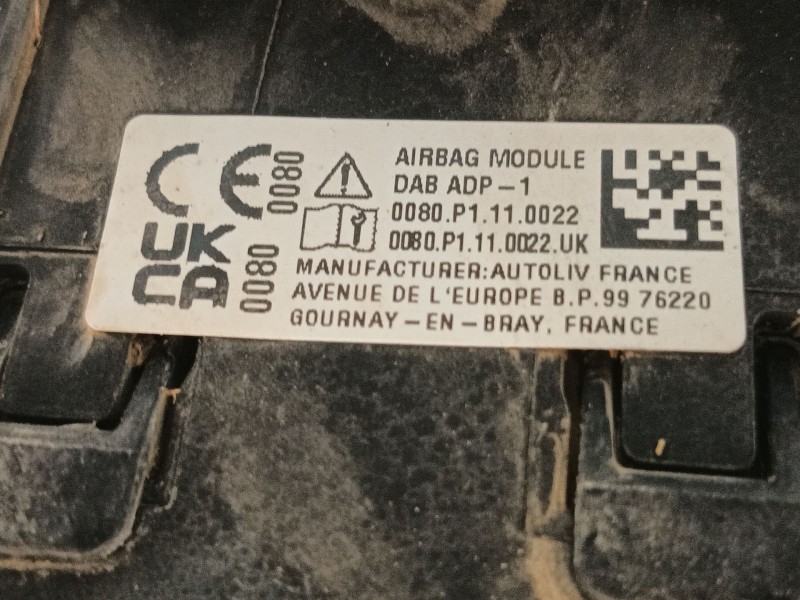 CE 0080
UK
CA 0080
AIRBAG MODULE
DAB ADP-1
0080.P1.11.0022
0080.P1.11.0022.UK
MANUFACTURER:AUTOLIV FRANCE
AVENUE DE L'EUROPE B.P.99 76220
GOURNAY-EN-BRAY, FRANCE